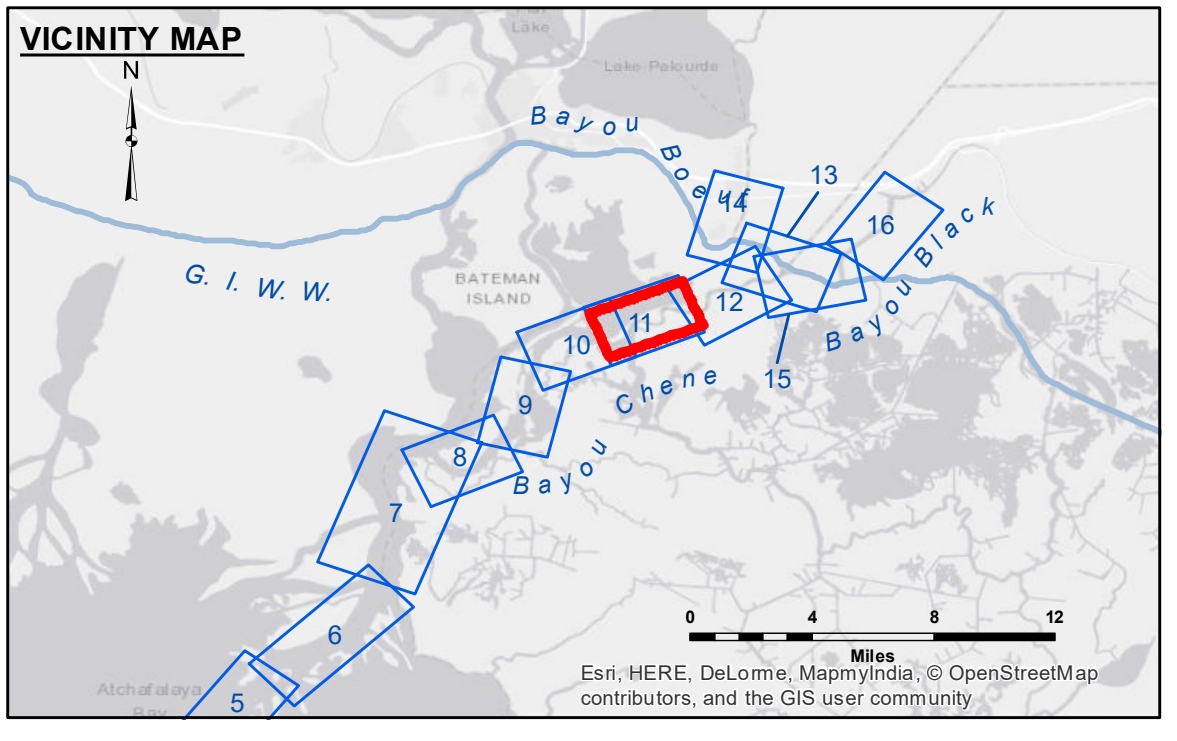 VICINITY MAP
N
Lake
Lake Palourde
Bayou
Boeuf
13
14
16
Bayou Black
G. I. W. W.
BATEMAN
ISLAND
12
11
10
15
Chene
9
8
Bayou
7
6
5
Atchafalaya
Bay
0 4 8 12
Miles
Esri, HERE, DeLorme, MapmyIndia, © OpenStreetMap
contributors, and the GIS user community